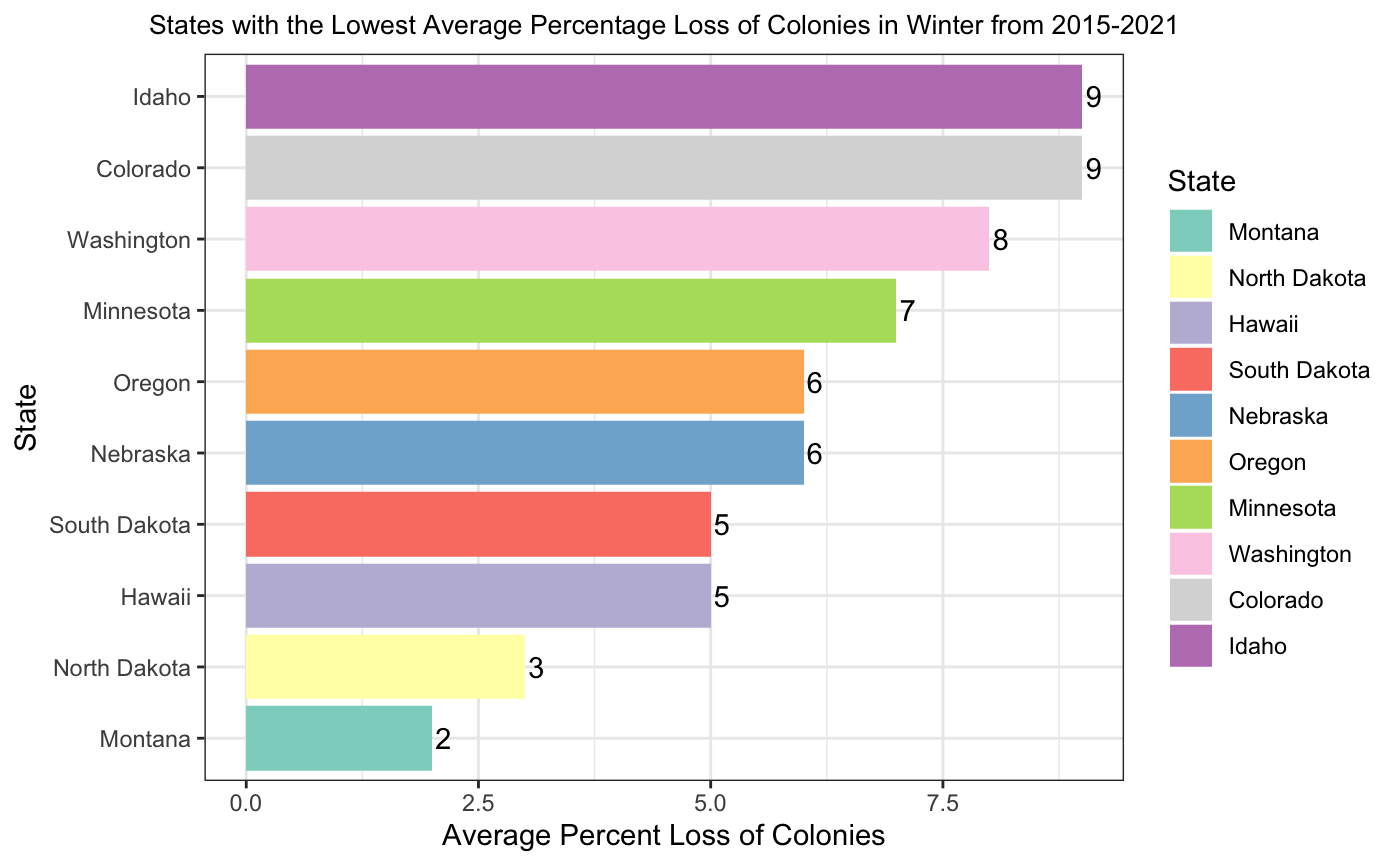 States with the Lowest Average Percentage Loss of Colonies in Winter from 2015-2021
State
Idaho
9
Colorado
9
Washington
8
Minnesota
7
Oregon
6
Nebraska
6
South Dakota
5
Hawaii
5
North Dakota
3
Montana
2
0.0 2.5 5.0 7.5
Average Percent Loss of Colonies
State
Montana
North Dakota
Hawaii
South Dakota
Nebraska
Oregon
Minnesota
Washington
Colorado
Idaho